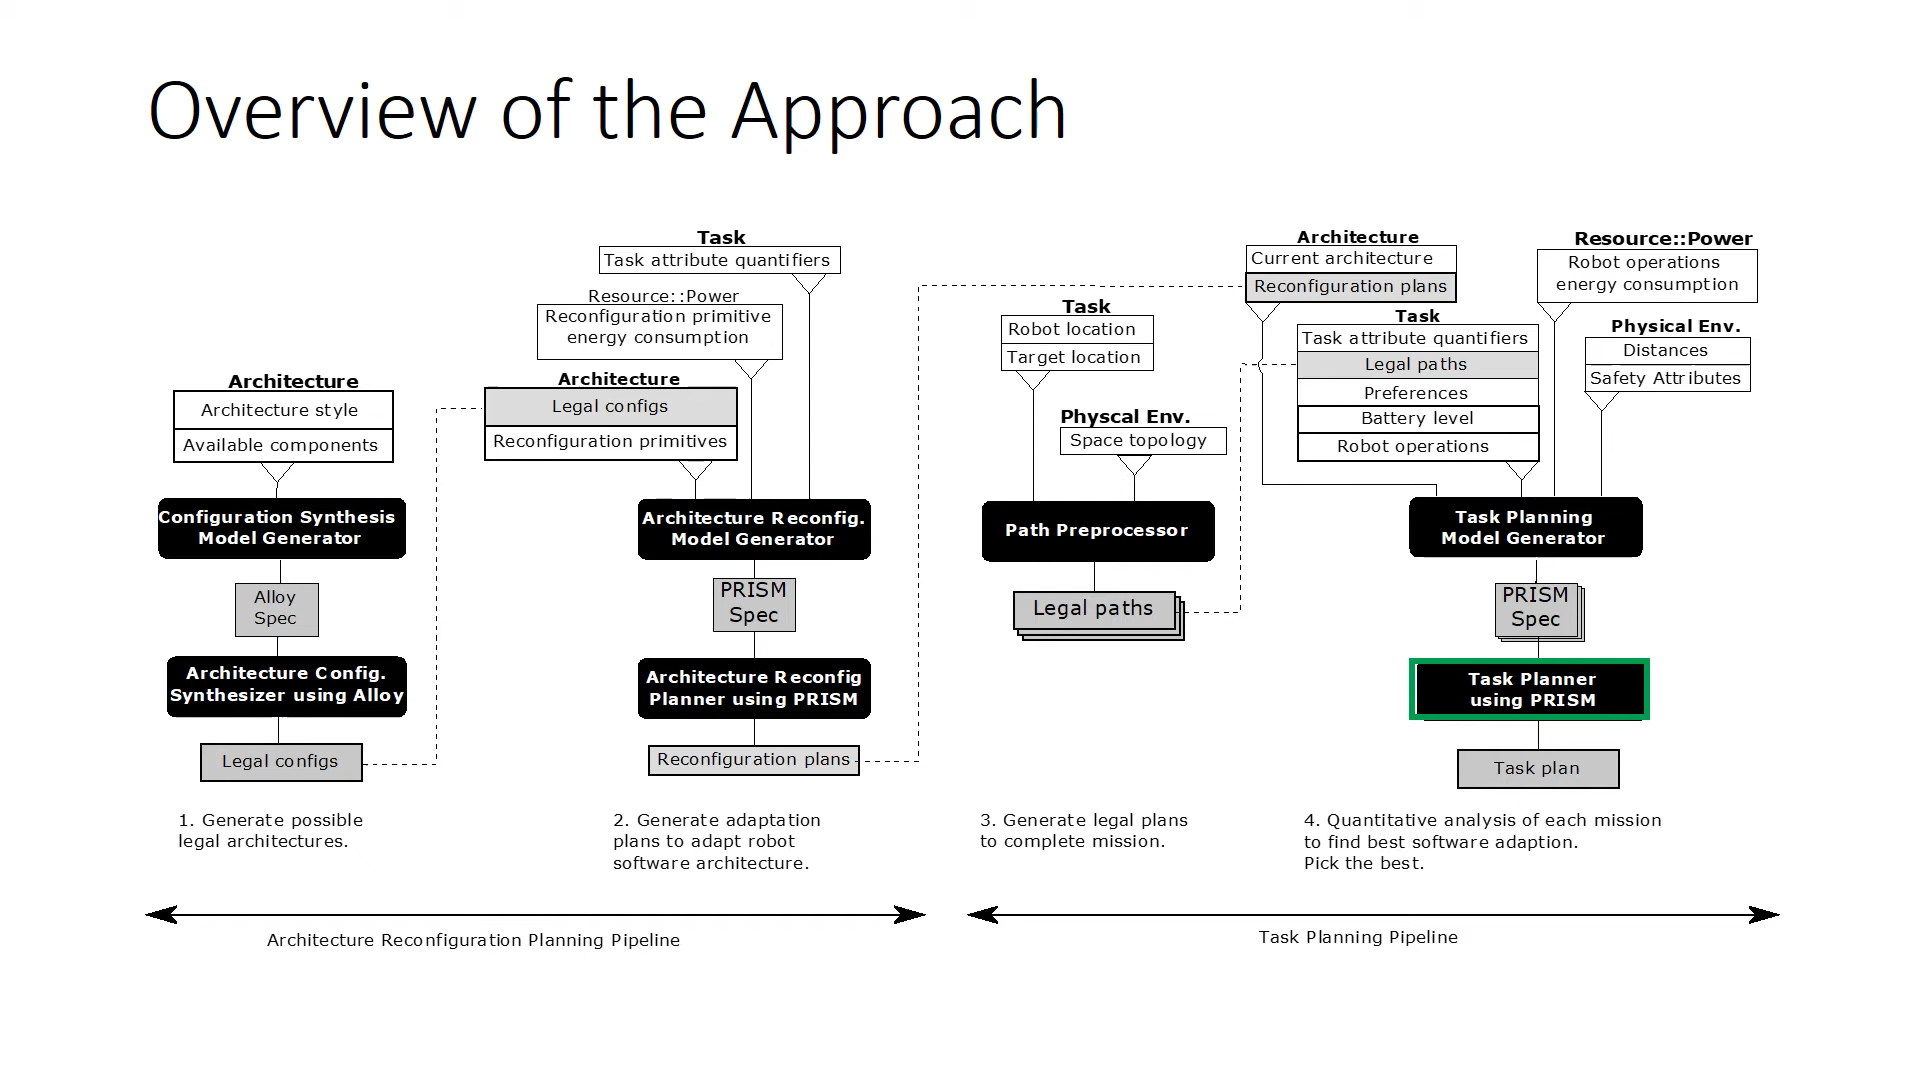 Overview of the Approach
Architecture
Architecture style
Available components
Configuration Synthesis
Model Generator
Alloy
Spec
Architecture Config.
Synthesizer using Alloy
Legal configs
1. Generate possible
legal architectures.
Task
Task attribute quantifiers
Resource::Power
Reconfiguration primitive
energy consumption
Architecture
Legal configs
Reconfiguration primitives
Architecture Reconfig.
Model Generator
PRISM
Spec
Architecture Reconfig
Planner using PRISM
Reconfiguration plans
2. Generate adaptation
plans to adapt robot
software architecture.
Architecture Reconfiguration Planning Pipeline
Task
Robot location
Target location
Physcal Env.
Space topology
Path Preprocessor
Legal paths
3. Generate legal plans
to complete mission.
Architecture
Current architecture
Reconfiguration plans
Task
Task attribute quantifiers
Legal paths
Preferences
Battery level
Robot operations
Resource::Power
Robot operations
energy consumption
Physical Env.
Distances
Safety Attributes
Task Planning
Model Generator
PRISM
Spec
Task Planner
using PRISM
Task plan
4. Quantitative analysis of each mission
to find best software adaption.
Pick the best.
Task Planning Pipeline